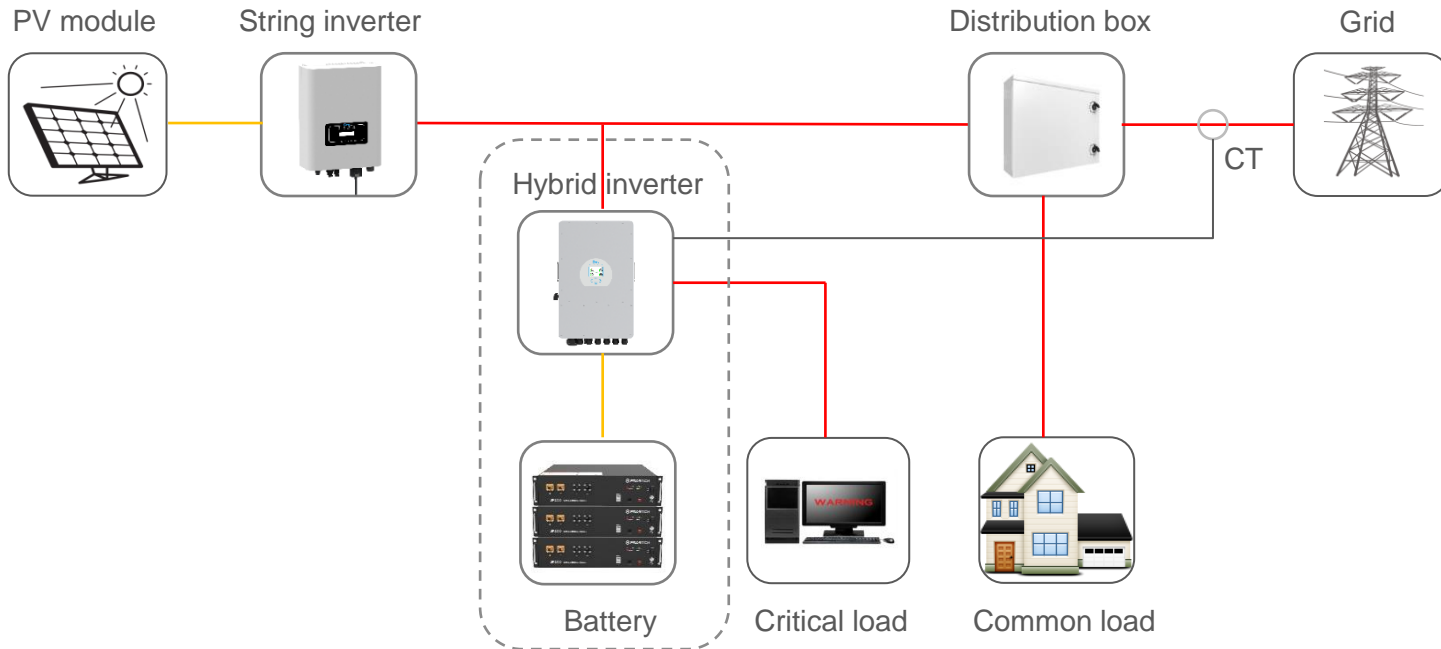 PV module
String inverter
Distribution box
Grid
CT
Hybrid inverter
WARNING
Battery
Critical load
Common load